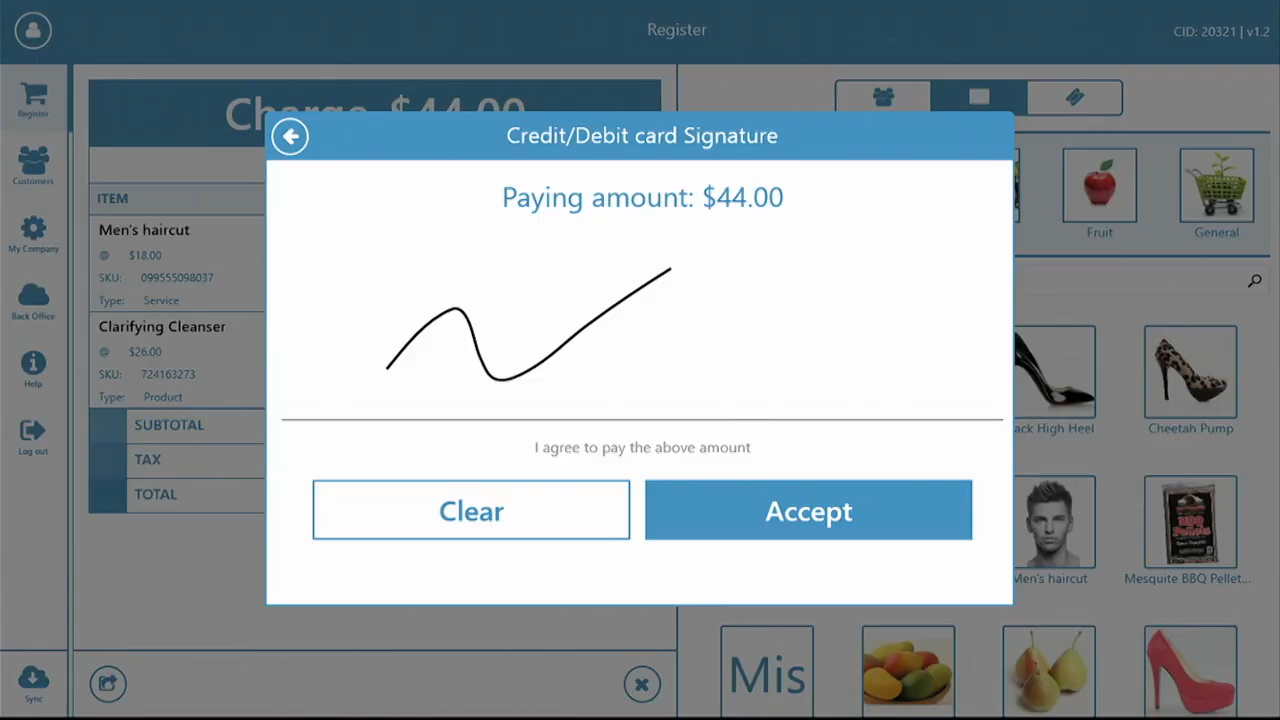 Register
CID: 20321 | v1.2
Register
Customers
My Company
Back Office
Help
Log out
Sync
Charge $44.00
ITEM
Men's haircut
@ $18.00
SKU: 099555098037
Type: Service
Clarifying Cleanser
@ $26.00
SKU: 724163273
Type: Product
SUBTOTAL
TAX
TOTAL
Credit/Debit card Signature
Paying amount: $44.00
I agree to pay the above amount
Clear
Accept
Fruit
General
ack High Heel
Cheetah Pump
Men's haircut
Mesquite BBQ Pellet...
Mis